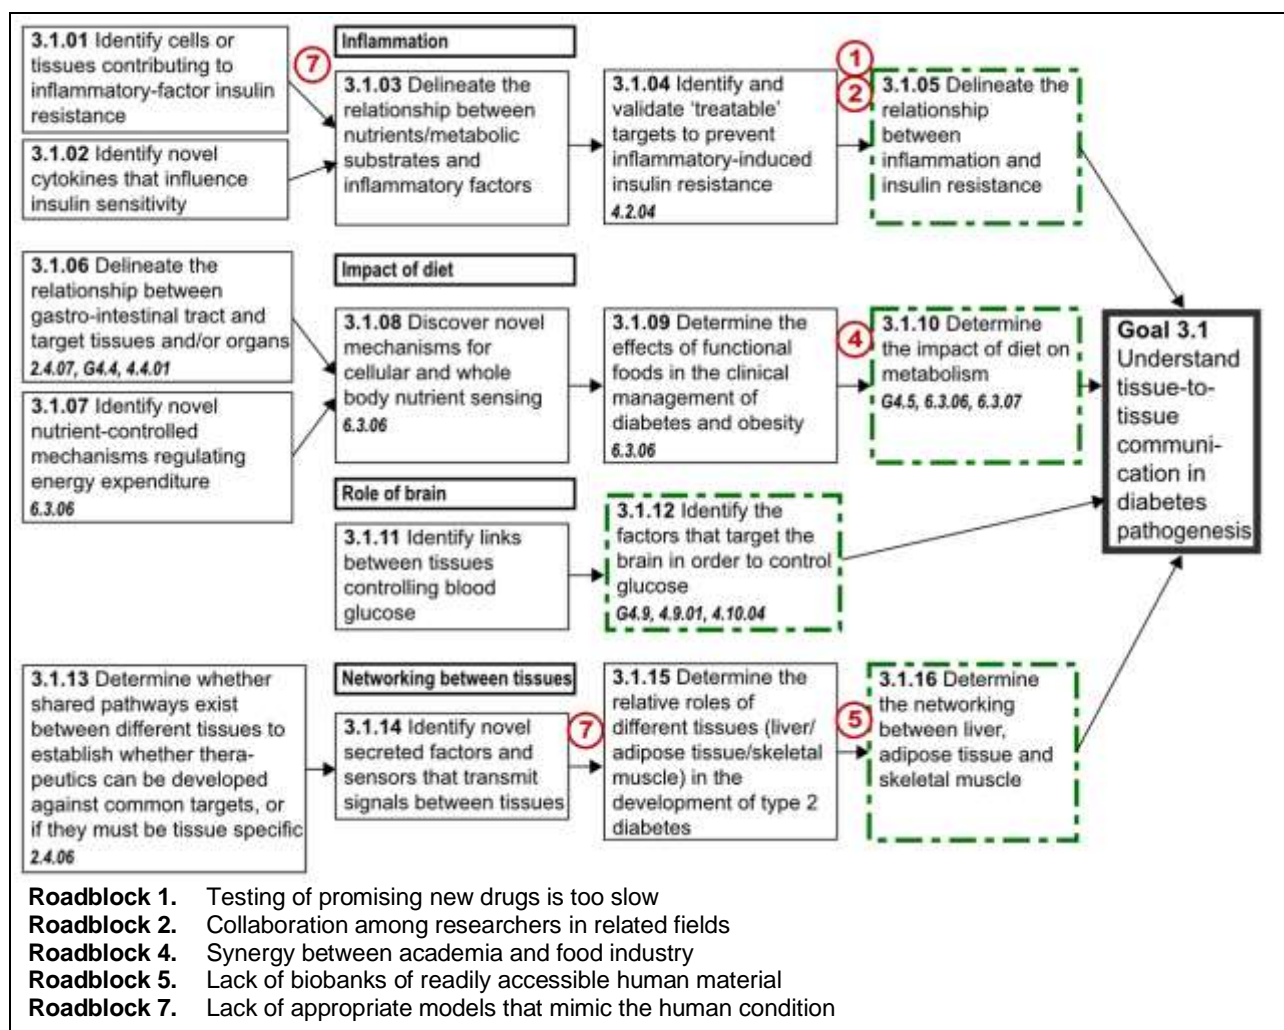 3.1.01 Identify cells or
tissues contributing to
inflammatory-factor insulin
resistance
3.1.02 Identify novel
cytokines that influence
insulin sensitivity
7
Inflammation
3.1.03 Delineate the
relationship between
nutrients/metabolic
substrates and
inflammatory factors
3.1.04 Identify and
validate ‘treatable’
targets to prevent
inflammatory-induced
insulin resistance
4.2.04
1
2
3.1.05 Delineate the
relationship
between
inflammation and
insulin resistance
3.1.06 Delineate the
relationship between
gastro-intestinal tract and
target tissues and/or organs
2.4.07, G4.4, 4.4.01
3.1.07 Identify novel
nutrient-controlled
mechanisms regulating
energy expenditure
6.3.06
Impact of diet
3.1.08 Discover novel
mechanisms for
cellular and whole
body nutrient sensing
6.3.06
3.1.09 Determine the
effects of functional
foods in the clinical
management of
diabetes and obesity
6.3.06
4
3.1.10 Determine
the impact of diet on
metabolism
G4.5, 6.3.06, 6.3.07
Goal 3.1
Understand
tissue-to-
tissue
communi-
cation in
diabetes
pathogenesis
Role of brain
3.1.11 Identify links
between tissues
controlling blood
glucose
3.1.12 Identify the
factors that target the
brain in order to control
glucose
G4.9, 4.9.01, 4.10.04
3.1.13 Determine whether
shared pathways exist
between different tissues to
establish whether thera-
peutics can be developed
against common targets, or
if they must be tissue specific
2.4.06
Networking between tissues
3.1.14 Identify novel
secreted factors and
sensors that transmit
signals between tissues
7
3.1.15 Determine the
relative roles of
different tissues (liver/
adipose tissue/skeletal
muscle) in the
development of type 2
diabetes
5
3.1.16 Determine
the networking
between liver,
adipose tissue and
skeletal muscle
Roadblock 1. Testing of promising new drugs is too slow
Roadblock 2. Collaboration among researchers in related fields
Roadblock 4. Synergy between academia and food industry
Roadblock 5. Lack of biobanks of readily accessible human material
Roadblock 7. Lack of appropriate models that mimic the human condition